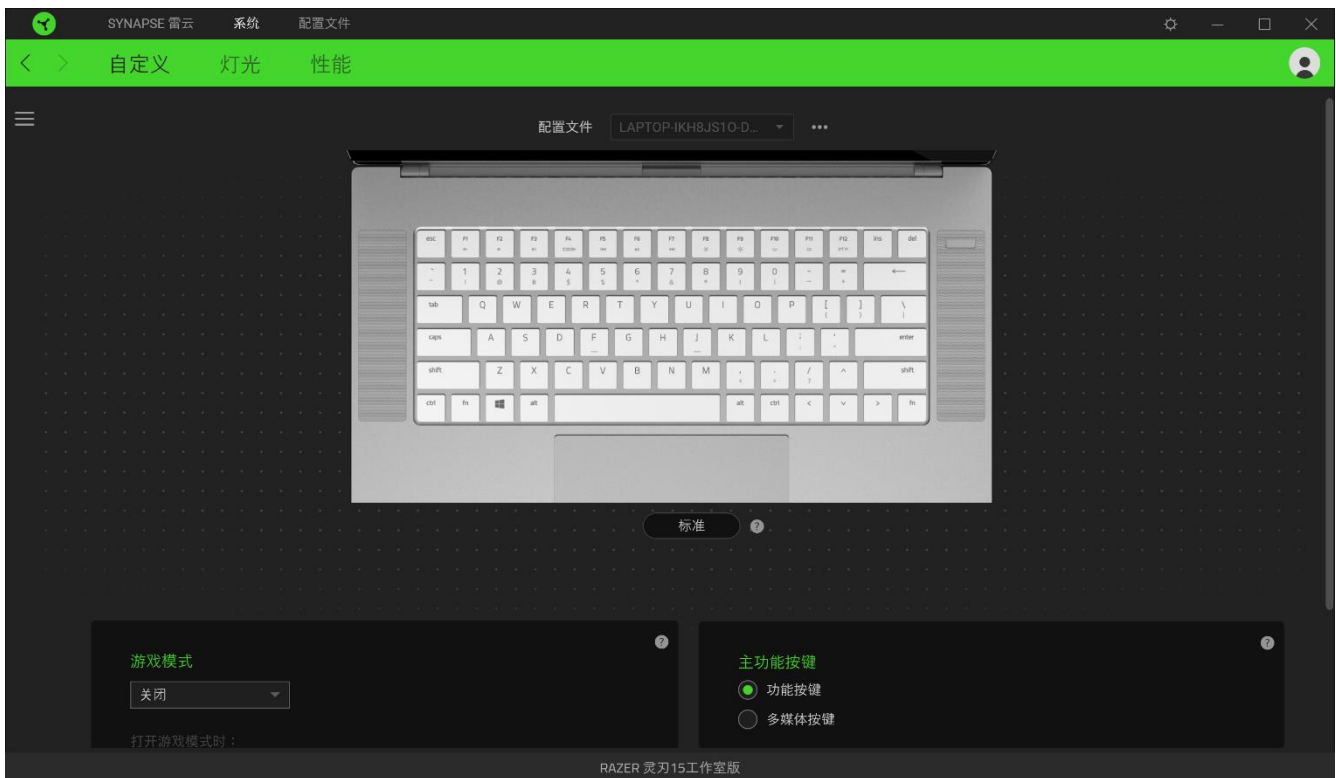 SYNAPSE 雷云 系统 配置文件
自定义 灯光 性能
配置文件 LAPTOP-IKH8JS1O-D...
esc F1 F2 F3 F4 F5 F6 F7 F8 F9 F10 F11 F12 ins del
1 2 3 4 5 6 7 8 9 0
tab Q W E R T Y U I O P [ ] \
caps A S D F G H J K L ; ' enter
shift Z X C V B N M , . / ^ shift
ctrl fn alt alt ctrl < v > fn
标准 ?
游戏模式 ?
关闭
打开游戏模式时：
主功能按键 ?
功能按键
多媒体按键
RAZER 灵刃15工作室版